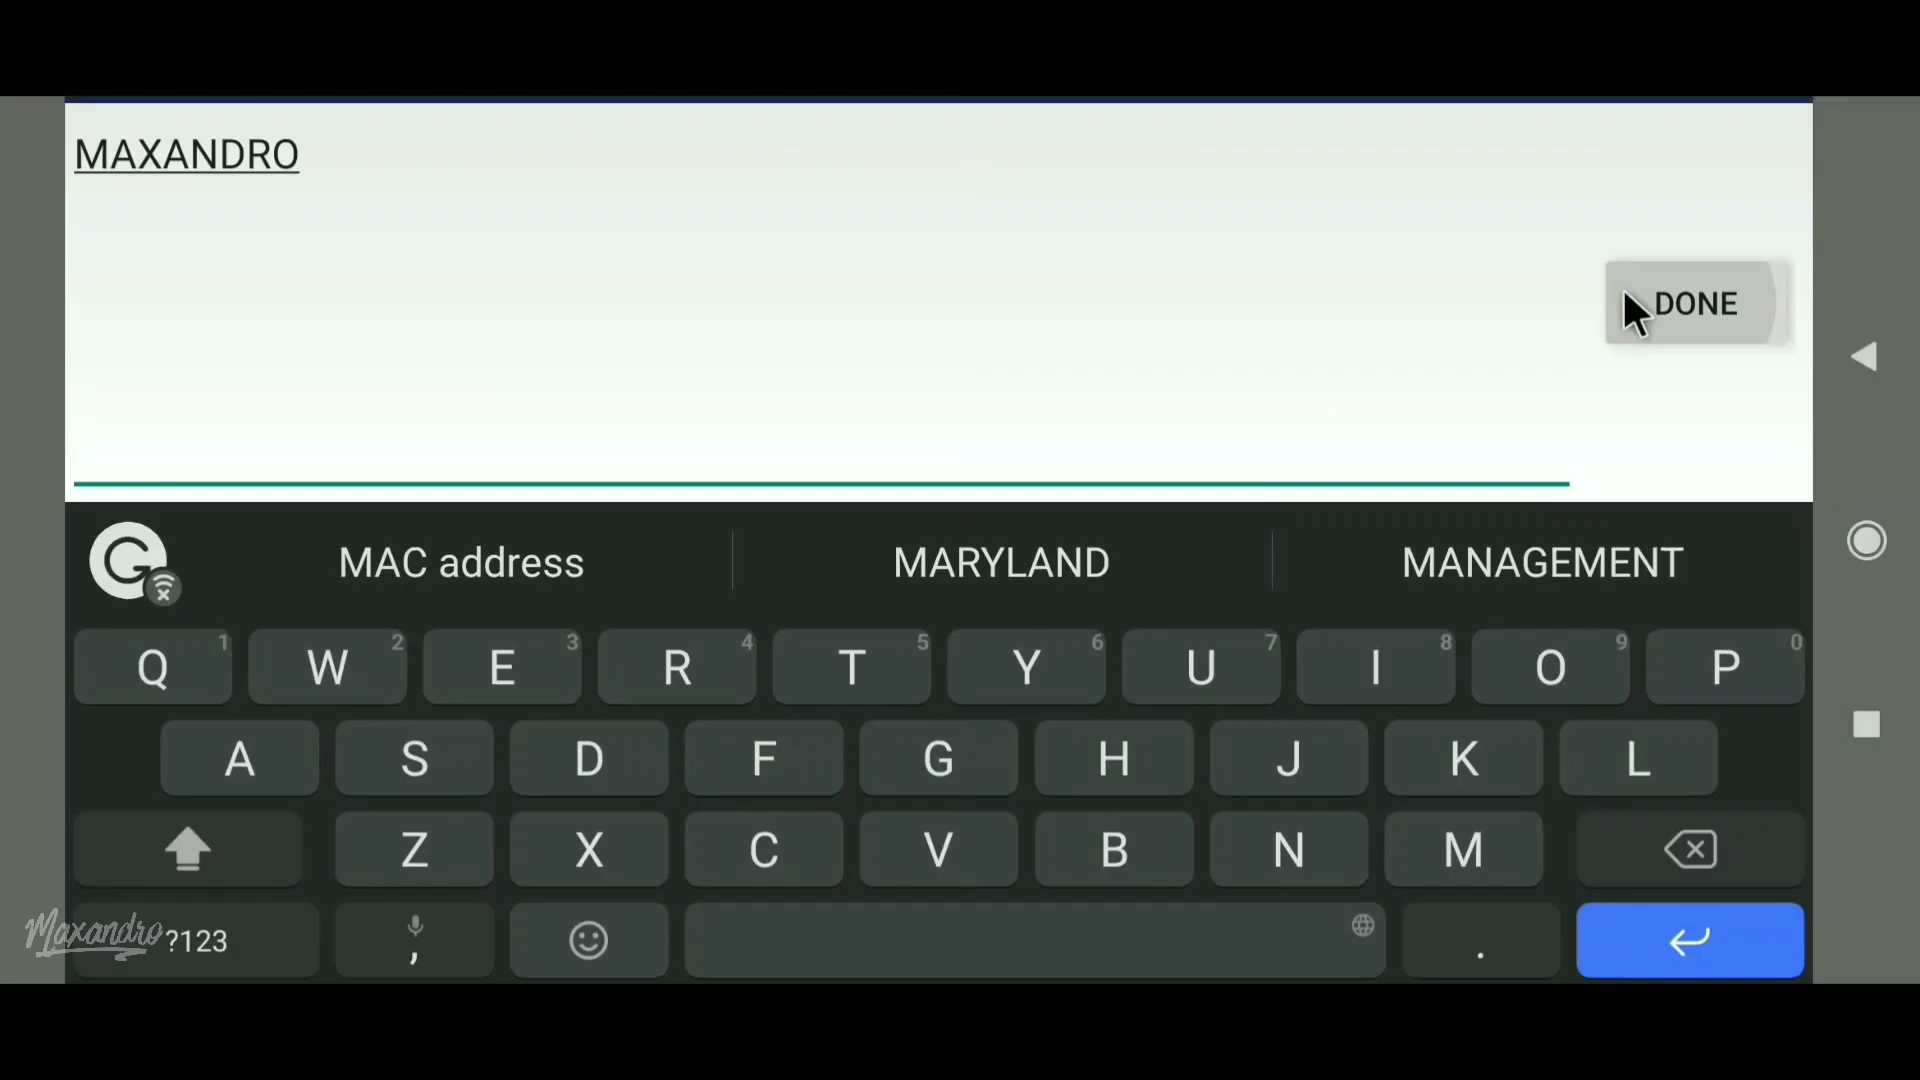 MAXANDRO
DONE
MAC address
MARYLAND
MANAGEMENT
Q 1 W 2 E 3 R 4 T 5 Y 6 U 7 I 8 O 9 P 0
A S D F G H J K L
Z X C V B N M
Maxandro
?123 , .